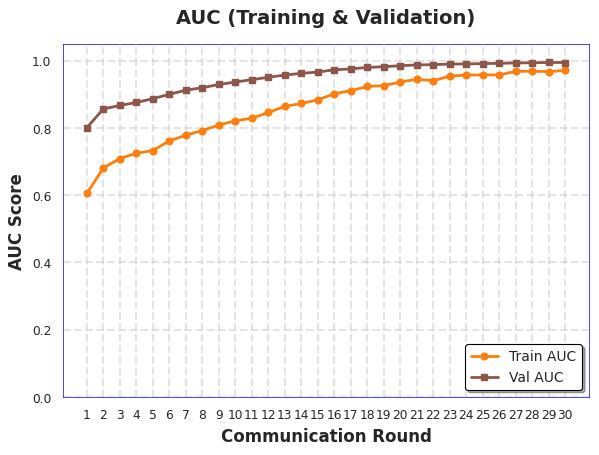 AUC (Training & Validation)
AUC Score
1.0
0.8
0.6
0.4
0.2
0.0
Train AUC
Val AUC
1 2 3 4 5 6 7 8 9 10 11 12 13 14 15 16 17 18 19 20 21 22 23 24 25 26 27 28 29 30
Communication Round